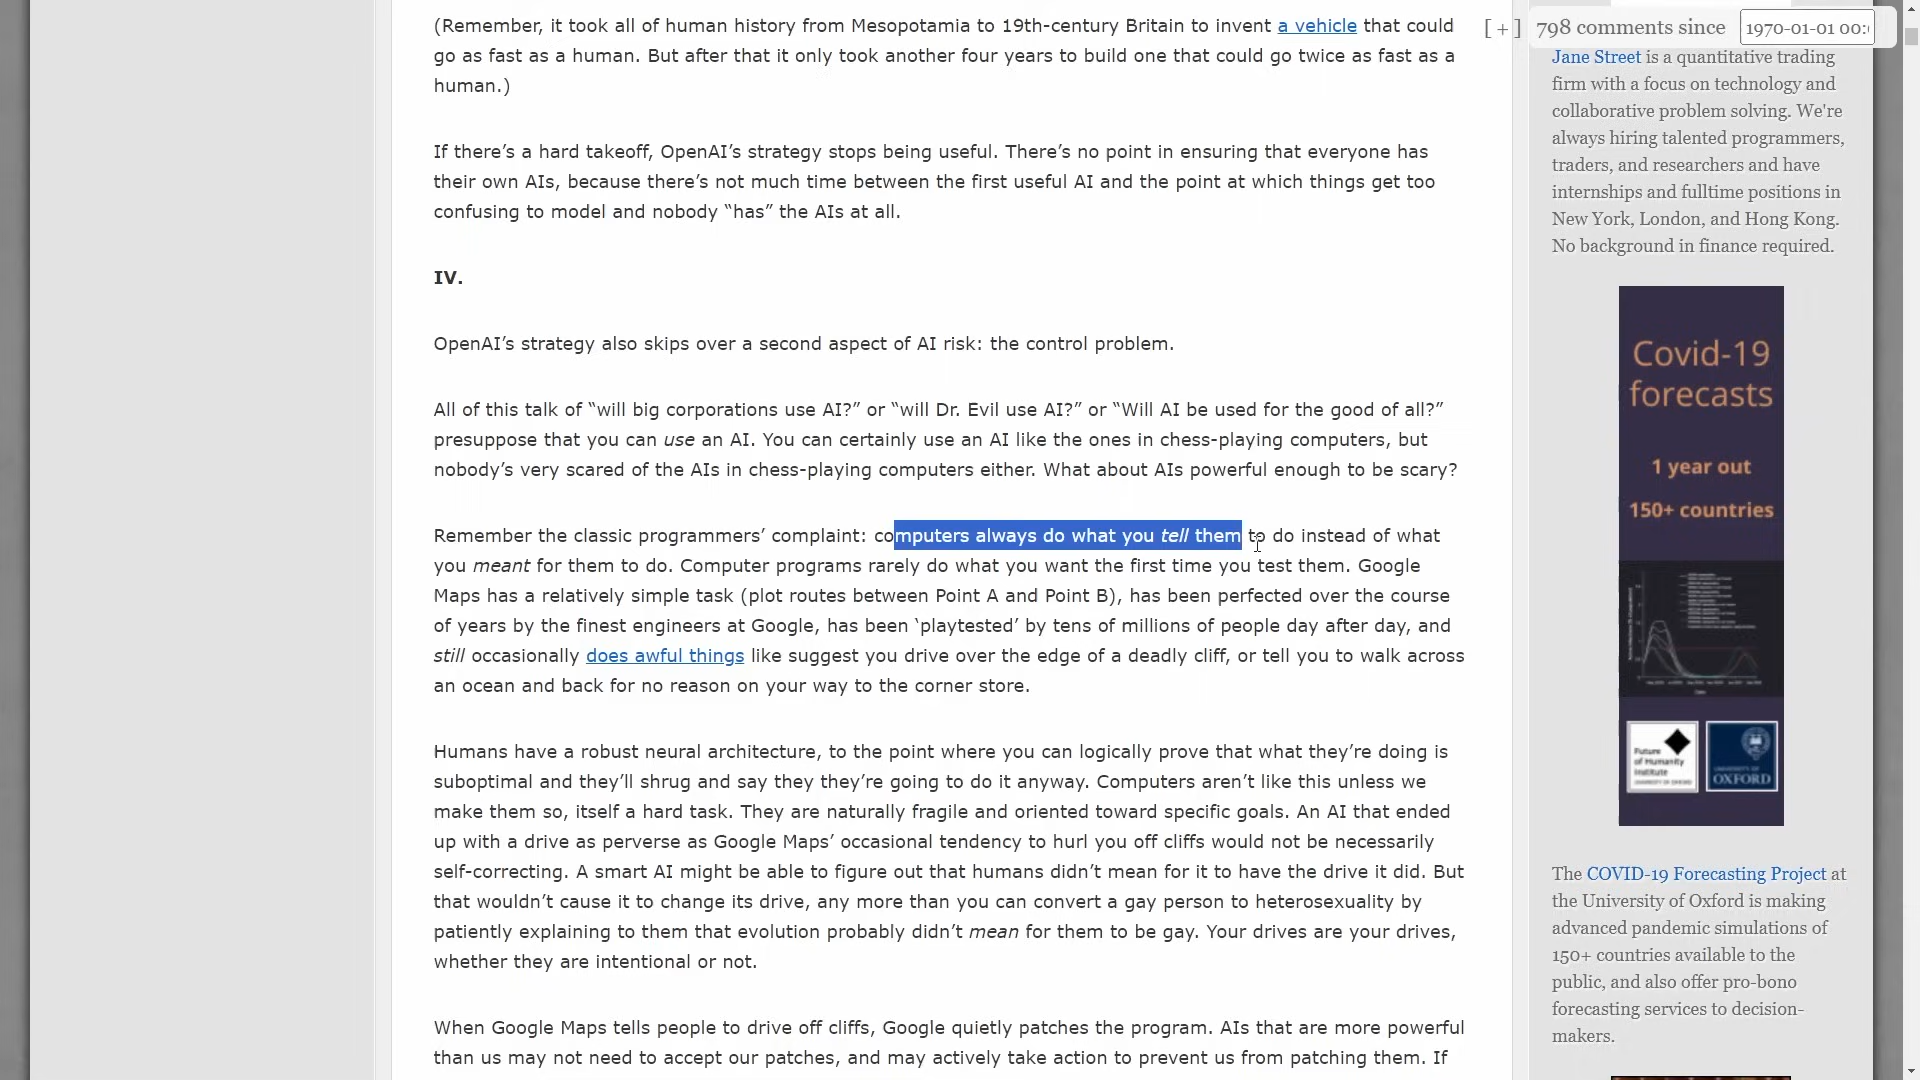 (Remember, it took all of human history from Mesopotamia to 19th-century Britain to invent a vehicle that could
go as fast as a human. But after that it only took another four years to build one that could go twice as fast as a
human.)
If there’s a hard takeoff, OpenAI’s strategy stops being useful. There’s no point in ensuring that everyone has
their own AIs, because there’s not much time between the first useful AI and the point at which things get too
confusing to model and nobody “has” the AIs at all.
IV.
OpenAI’s strategy also skips over a second aspect of AI risk: the control problem.
All of this talk of “will big corporations use AI?” or “will Dr. Evil use AI?” or “Will AI be used for the good of all?”
presuppose that you can use an AI. You can certainly use an AI like the ones in chess-playing computers, but
nobody’s very scared of the AIs in chess-playing computers either. What about AIs powerful enough to be scary?
Remember the classic programmers’ complaint: computers always do what you tell them to do instead of what
you meant for them to do. Computer programs rarely do what you want the first time you test them. Google
Maps has a relatively simple task (plot routes between Point A and Point B), has been perfected over the course
of years by the finest engineers at Google, has been ‘playtested’ by tens of millions of people day after day, and
still occasionally does awful things like suggest you drive over the edge of a deadly cliff, or tell you to walk across
an ocean and back for no reason on your way to the corner store.
Humans have a robust neural architecture, to the point where you can logically prove that what they’re doing is
suboptimal and they’ll shrug and say they they’re going to do it anyway. Computers aren’t like this unless we
make them so, itself a hard task. They are naturally fragile and oriented toward specific goals. An AI that ended
up with a drive as perverse as Google Maps’ occasional tendency to hurl you off cliffs would not be necessarily
self-correcting. A smart AI might be able to figure out that humans didn’t mean for it to have the drive it did. But
that wouldn’t cause it to change its drive, any more than you can convert a gay person to heterosexuality by
patiently explaining to them that evolution probably didn’t mean for them to be gay. Your drives are your drives,
whether they are intentional or not.
When Google Maps tells people to drive off cliffs, Google quietly patches the program. AIs that are more powerful
than us may not need to accept our patches, and may actively take action to prevent us from patching them. If
[+] 798 comments since 1970-01-01 00:
Jane Street is a quantitative trading
firm with a focus on technology and
collaborative problem solving. We're
always hiring talented programmers,
traders, and researchers and have
internships and fulltime positions in
New York, London, and Hong Kong.
No background in finance required.
Covid-19
forecasts
1 year out
150+ countries
Future
of Humanity
Institute
UNIVERSITY OF OXFORD
UNIVERSITY OF
OXFORD
The COVID-19 Forecasting Project at
the University of Oxford is making
advanced pandemic simulations of
150+ countries available to the
public, and also offer pro-bono
forecasting services to decision-
makers.